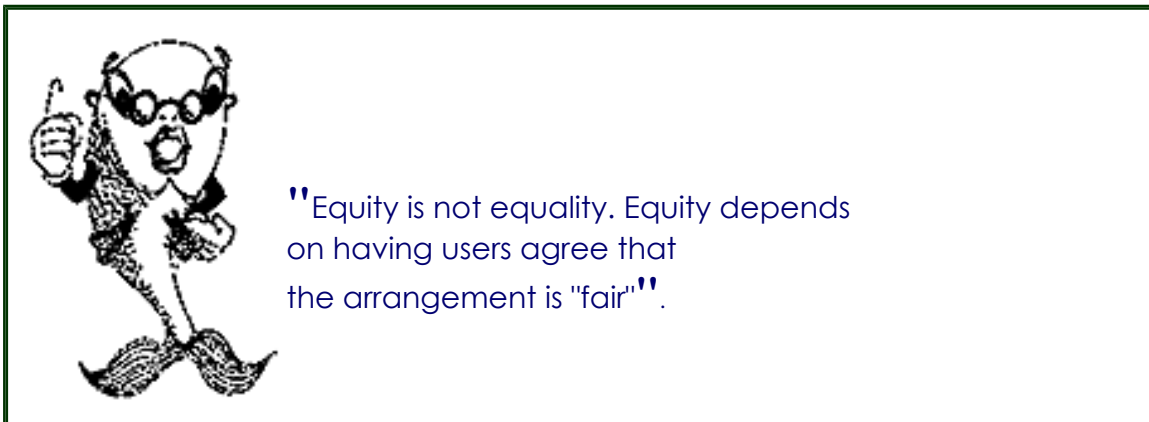 "Equity is not equality. Equity depends
on having users agree that
the arrangement is "fair"".